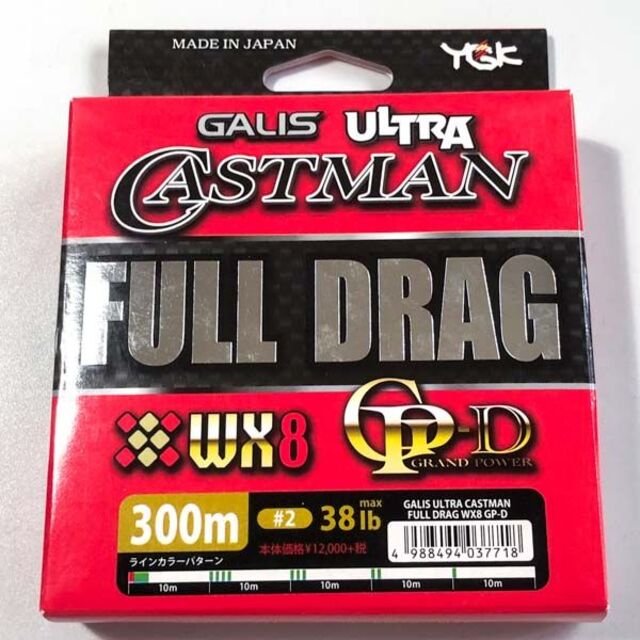 MADE IN JAPAN
YGK
GALIS ULTRA
CASTMAN
FULL DRAG
WX8
GP-D
GRAND POWER
300m
#2
38lb
max
本体価格¥12,000+税
GALIS ULTRA CASTMAN
FULL DRAG WX8 GP-D
4 988494 037718
ラインカラーパターン
10m 10m 10m 10m 10m